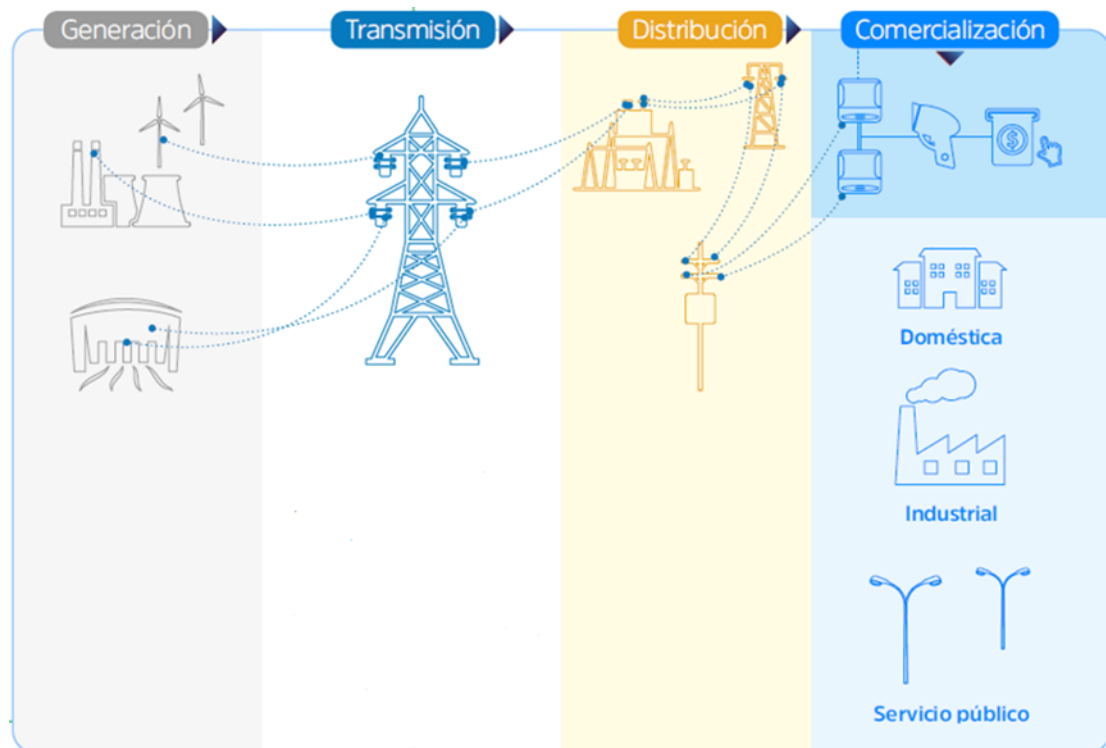 Generación
Transmisión
Distribución
Comercialización
$
Doméstica
Industrial
Servicio público